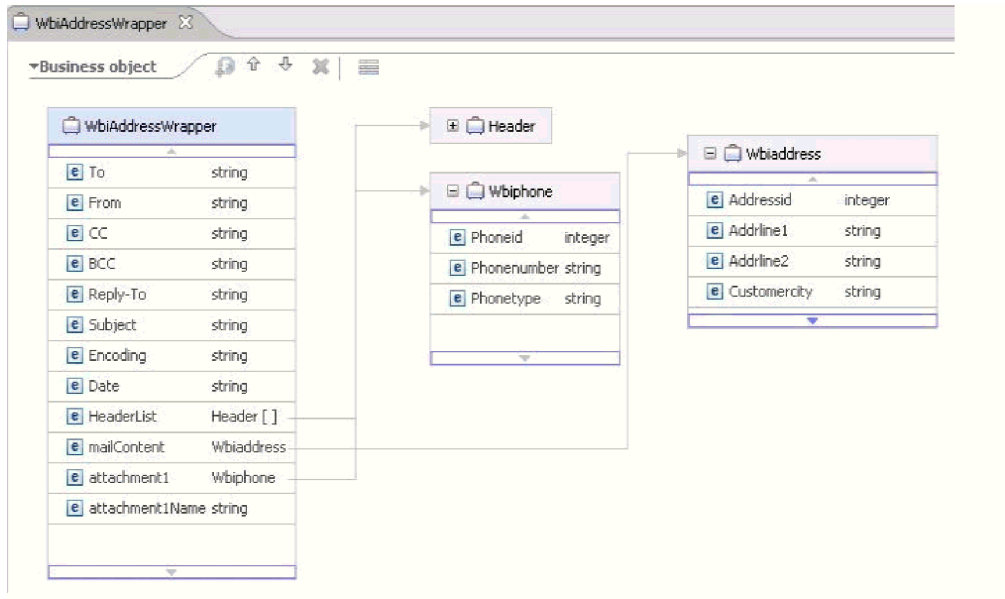 WbiAddressWrapper
Business object
WbiAddressWrapper
e To string
e From string
e CC string
e BCC string
e Reply-To string
e Subject string
e Encoding string
e Date string
e HeaderList Header [ ]
e mailContent Wbiaddress
e attachment1 Wbiphone
e attachment1Name string
Header
Wbiphone
e Phoneid integer
e Phonenumber string
e Phonetype string
Wbiaddress
e Addressid integer
e Addrline1 string
e Addrline2 string
e Customercity string